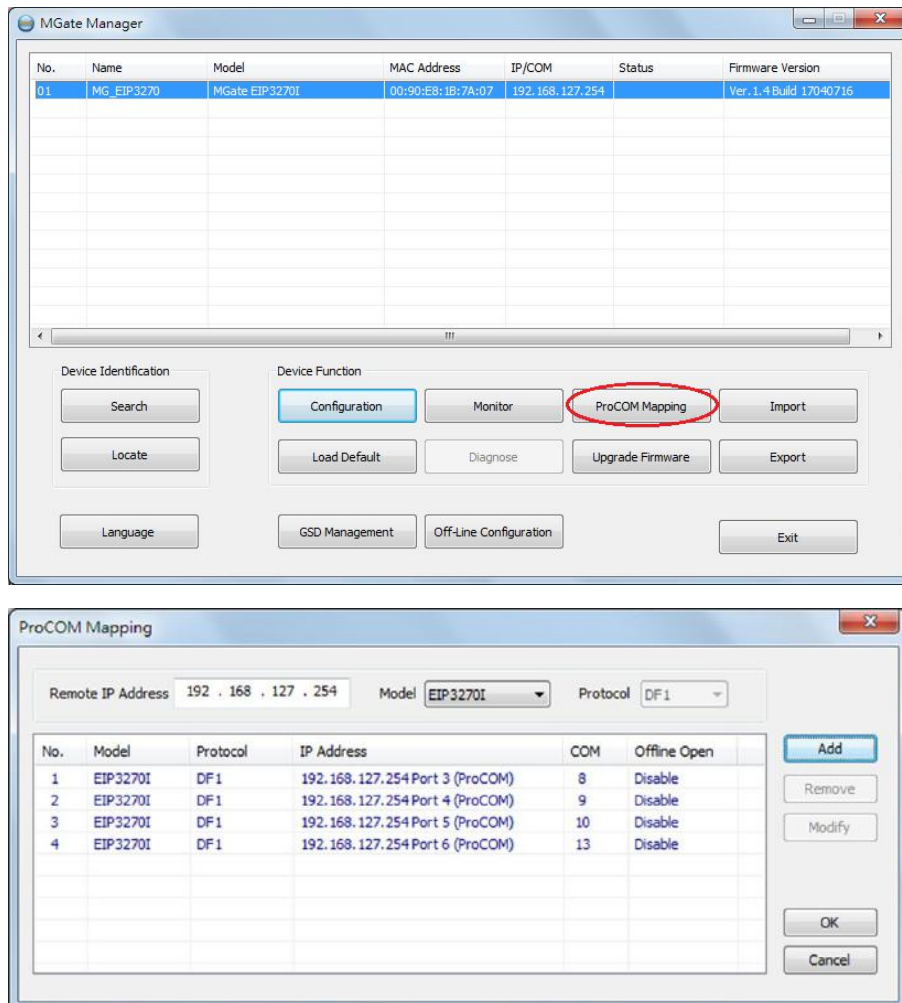 MGate Manager
No. Name Model MAC Address IP/COM Status Firmware Version
01 MG_EIP3270 MGate EIP3270I 00:90:E8:1B:7A:07 192.168.127.254 Ver.1.4 Build 17040716
Device Identification Device Function
Search Configuration Monitor ProCOM Mapping Import
Locate Load Default Diagnose Upgrade Firmware Export
Language GSD Management Off-Line Configuration Exit
ProCOM Mapping
Remote IP Address 192 . 168 . 127 . 254 Model EIP3270I Protocol DF1
No. Model Protocol IP Address COM Offline Open Add
1 EIP3270I DF1 192.168.127.254 Port 3 (ProCOM) 8 Disable
Remove
2 EIP3270I DF1 192.168.127.254 Port 4 (ProCOM) 9 Disable
3 EIP3270I DF1 192.168.127.254 Port 5 (ProCOM) 10 Disable
Modify
4 EIP3270I DF1 192.168.127.254 Port 6 (ProCOM) 13 Disable
OK
Cancel